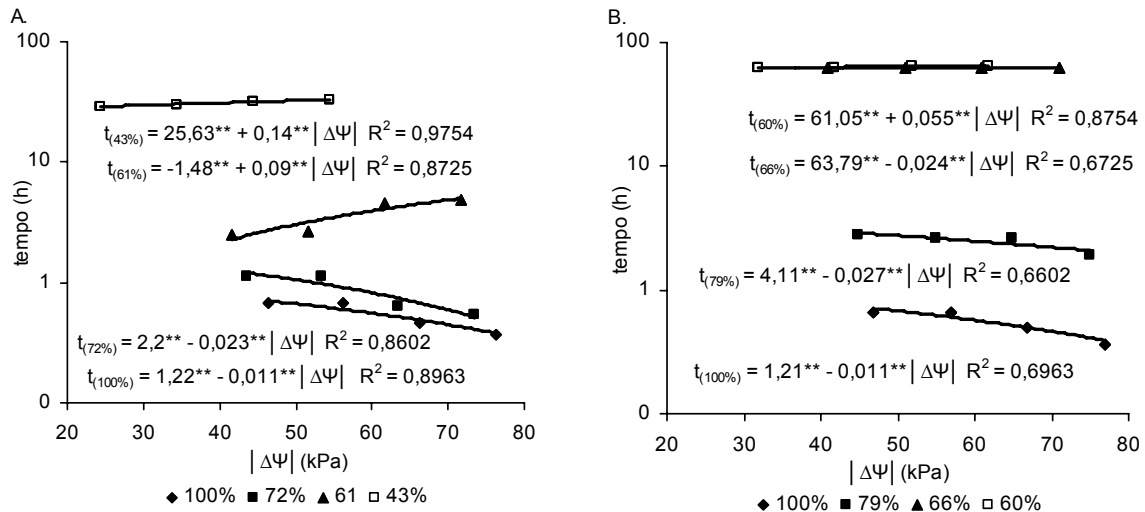 A.
100
10
1
0
tempo (h)
t(43%) = 25,63** + 0,14**│ΔΨ│ R² = 0,9754
t(61%) = -1,48** + 0,09**│ΔΨ│ R² = 0,8725
t(72%) = 2,2** - 0,023**│ΔΨ│ R² = 0,8602
t(100%) = 1,22** - 0,011**│ΔΨ│ R² = 0,8963
20 30 40 50 60 70 80
│ΔΨ│ (kPa)
◆ 100% ■ 72% ▲ 61 □ 43%
B.
100
10
1
0
tempo (h)
t(60%) = 61,05** + 0,055**│ΔΨ│ R² = 0,8754
t(66%) = 63,79** - 0,024**│ΔΨ│ R² = 0,6725
t(79%) = 4,11** - 0,027**│ΔΨ│ R² = 0,6602
t(100%) = 1,21** - 0,011**│ΔΨ│ R² = 0,6963
20 30 40 50 60 70 80
│ΔΨ│ (kPa)
◆ 100% ■ 79% ▲ 66% □ 60%